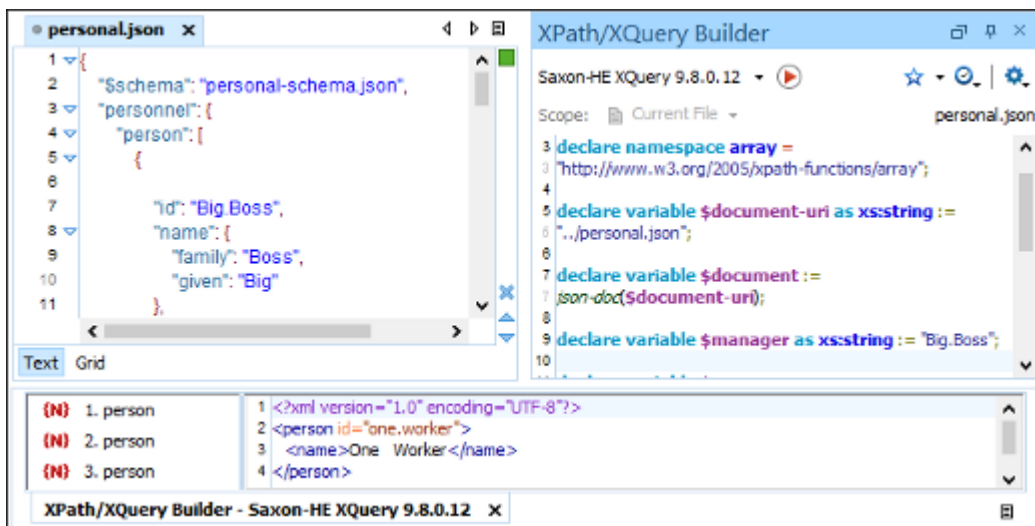 personal.json
1 {
2 "$schema": "personal-schema.json",
3 "personnel": {
4 "person": [
5 {
6
7 "id": "Big.Boss",
8 "name": {
9 "family": "Boss",
10 "given": "Big"
11 },
Text Grid
XPath/XQuery Builder
Saxon-HE XQuery 9.8.0.12
Scope: Current File personal.json
3 declare namespace array =
3 "http://www.w3.org/2005/xpath-functions/array";
4
5 declare variable $document-uri as xs:string :=
6 "../personal.json";
6
7 declare variable $document :=
7 json-doc($document-uri);
8
9 declare variable $manager as xs:string := "Big.Boss";
10
{N} 1. person
{N} 2. person
{N} 3. person
1 <?xml version="1.0" encoding="UTF-8"?>
2 <person id="one.worker">
3 <name>One Worker</name>
4 </person>
XPath/XQuery Builder - Saxon-HE XQuery 9.8.0.12